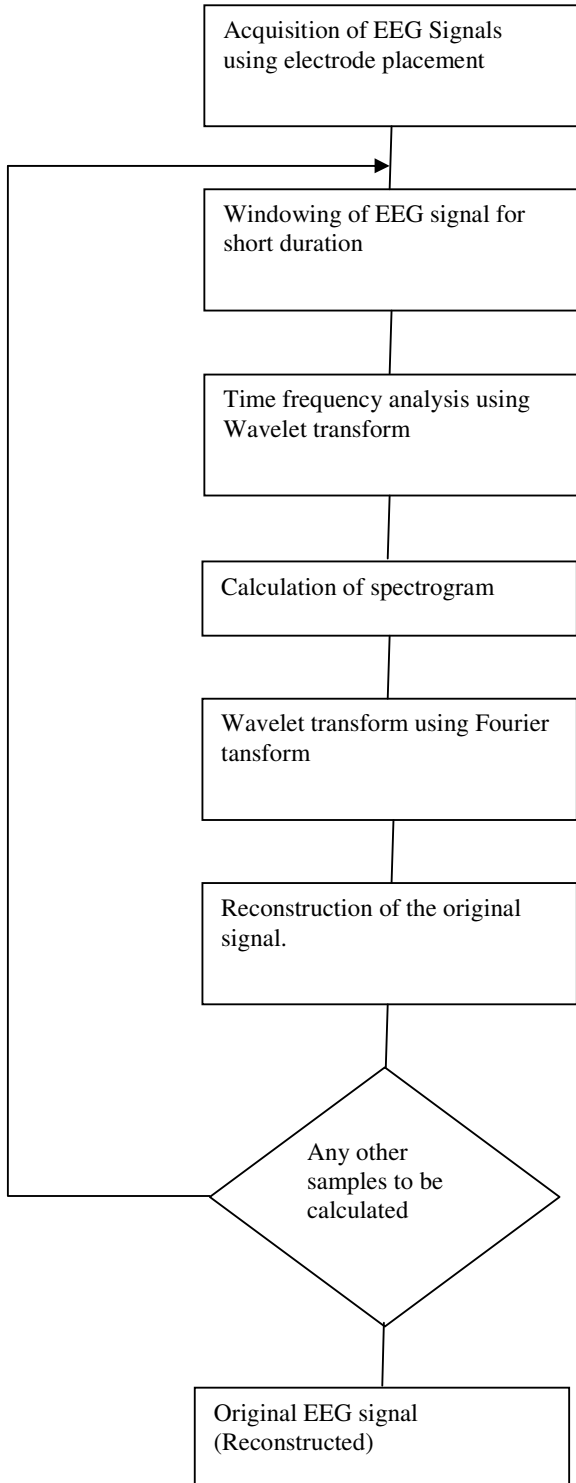 Acquisition of EEG Signals
using electrode placement
Windowing of EEG signal for
short duration
Time frequency analysis using
Wavelet transform
Calculation of spectrogram
Wavelet transform using Fourier
tansform
Reconstruction of the original
signal.
Any other
samples to be
calculated
Original EEG signal
(Reconstructed)